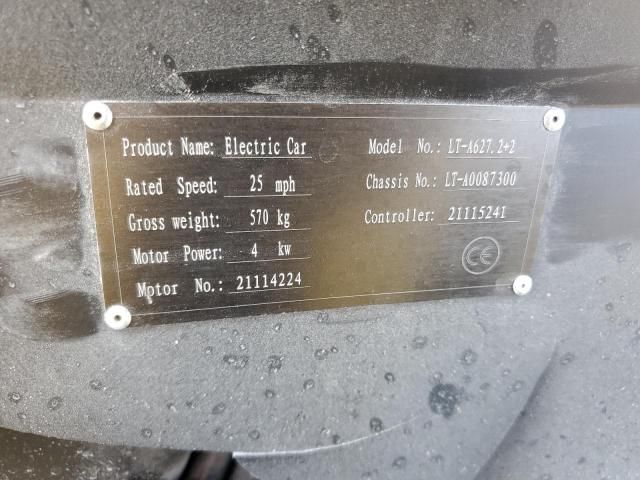 Product Name: Electric Car Model No.: LT-A627.2+2
Rated Speed: 25 mph Chassis No.: LT-A0087300
Gross weight: 570 kg Controller: 21115241
Motor Power: 4 kw CE
Motor No.: 21114224